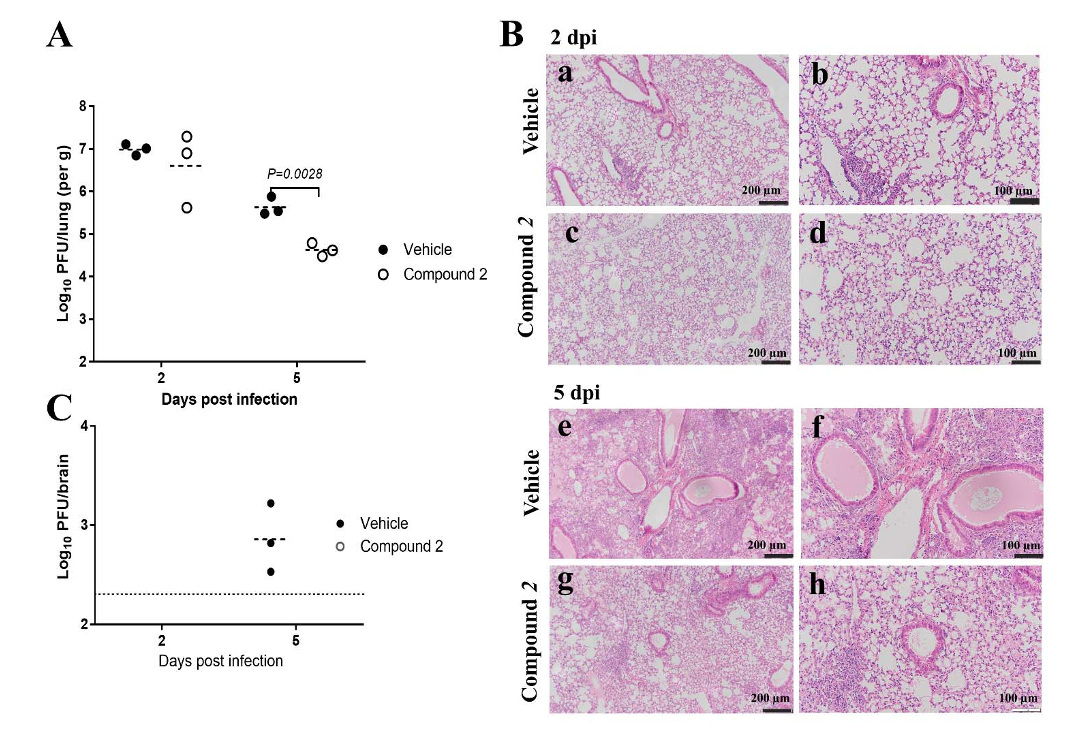 A
8
7
6
5
4
3
2
Log10 PFU/lung (per g)
P=0.0028
Vehicle
Compound 2
2 5
Days post infection
C
4
3
2
Log10 PFU/brain
Vehicle
Compound 2
2 5
Days post infection
B 2 dpi
Vehicle
a
200 µm
b
100 µm
Compound 2
c
200 µm
d
100 µm
5 dpi
Vehicle
e
200 µm
f
100 µm
Compound 2
g
200 µm
h
100 µm